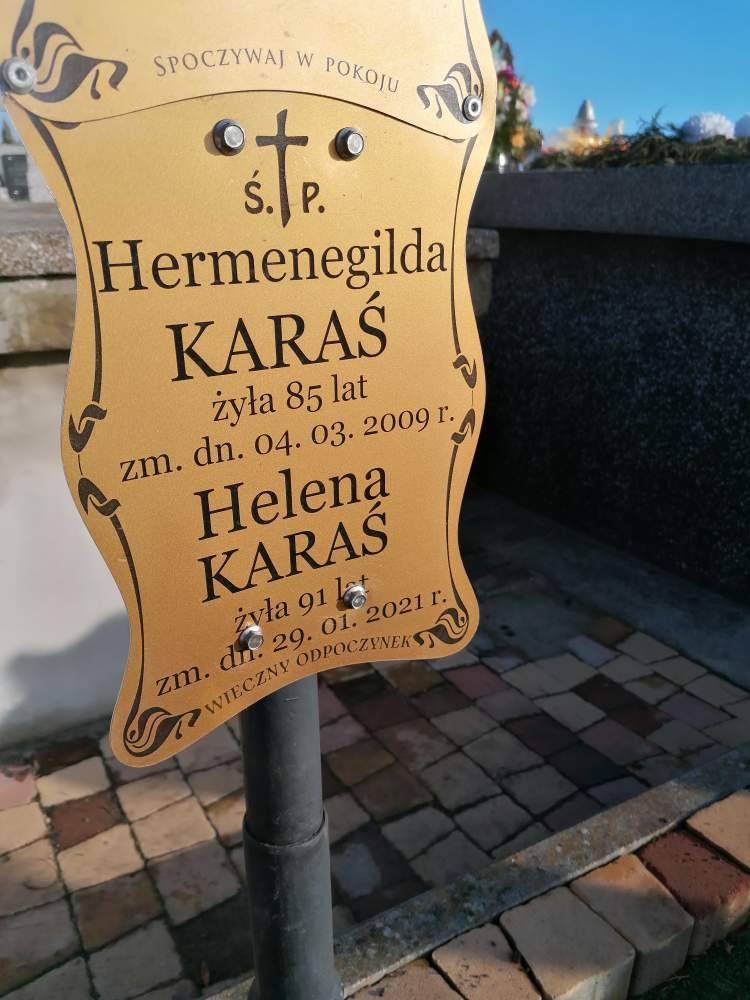 SPOCZYWAJ W POKOJU
Ś. P.
Hermenegilda
KARAŚ
żyła 85 lat
zm. dn. 04. 03. 2009 r.
Helena
KARAŚ
żyła 91 lat
zm. dn. 29. 01. 2021 r.
WIECZNY ODPOCZYNEK